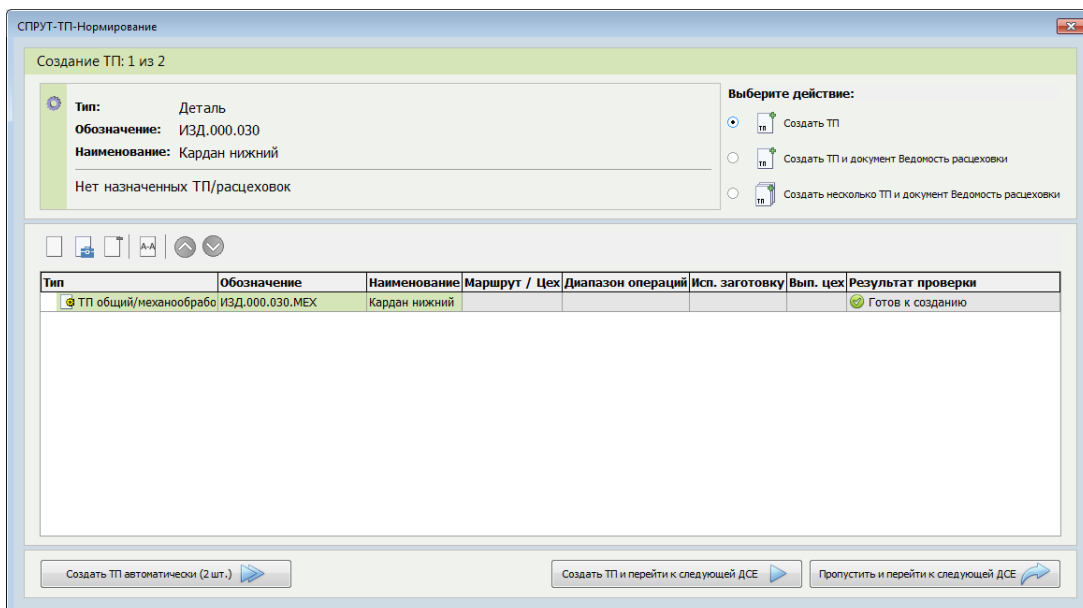 СПРУТ-ТП-Нормирование
Создание ТП: 1 из 2
Тип: Деталь
Обозначение: ИЗД.000.030
Наименование: Кардан нижний
Нет назначенных ТП/расцеховок
Выберите действие:
ТП Создать ТП
ТП Создать ТП и документ Ведомость расцеховки
ТП Создать несколько ТП и документ Ведомость расцеховки
А-А
Тип Обозначение Наименование Маршрут / Цех Диапазон операций Исп. заготовку Вып. цех Результат проверки
ТП общий/механообрабо ИЗД.000.030.МЕХ Кардан нижний Готов к созданию
Создать ТП автоматически (2 шт.) Создать ТП и перейти к следующей ДСЕ Пропустить и перейти к следующей ДСЕ